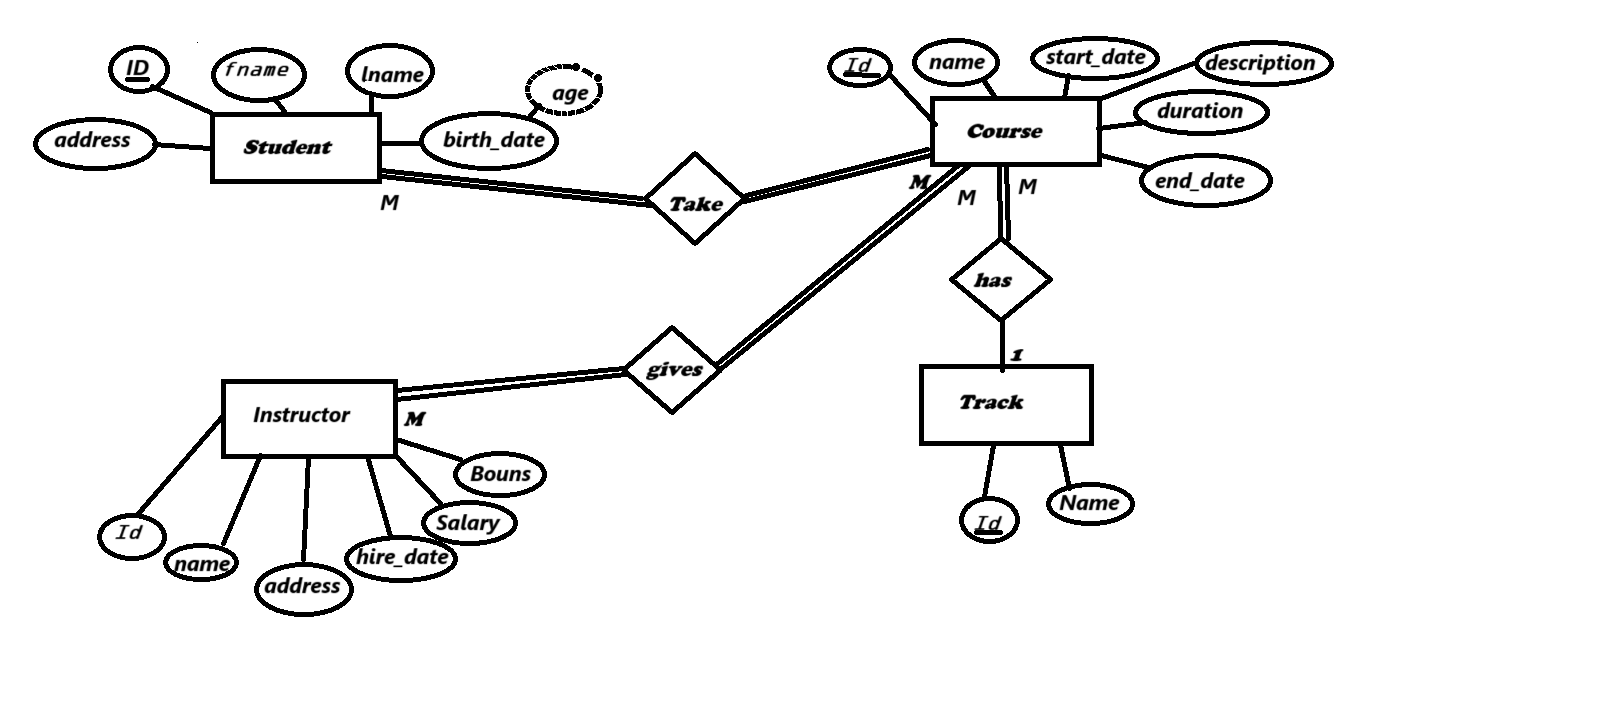 ID
fname
lname
age
address
Student
birth_date
M
Take
Id
name
start_date
description
Course
duration
end_date
M
M
M
has
1
Track
Id
Name
gives
Instructor
M
Bouns
Salary
hire_date
Id
name
address